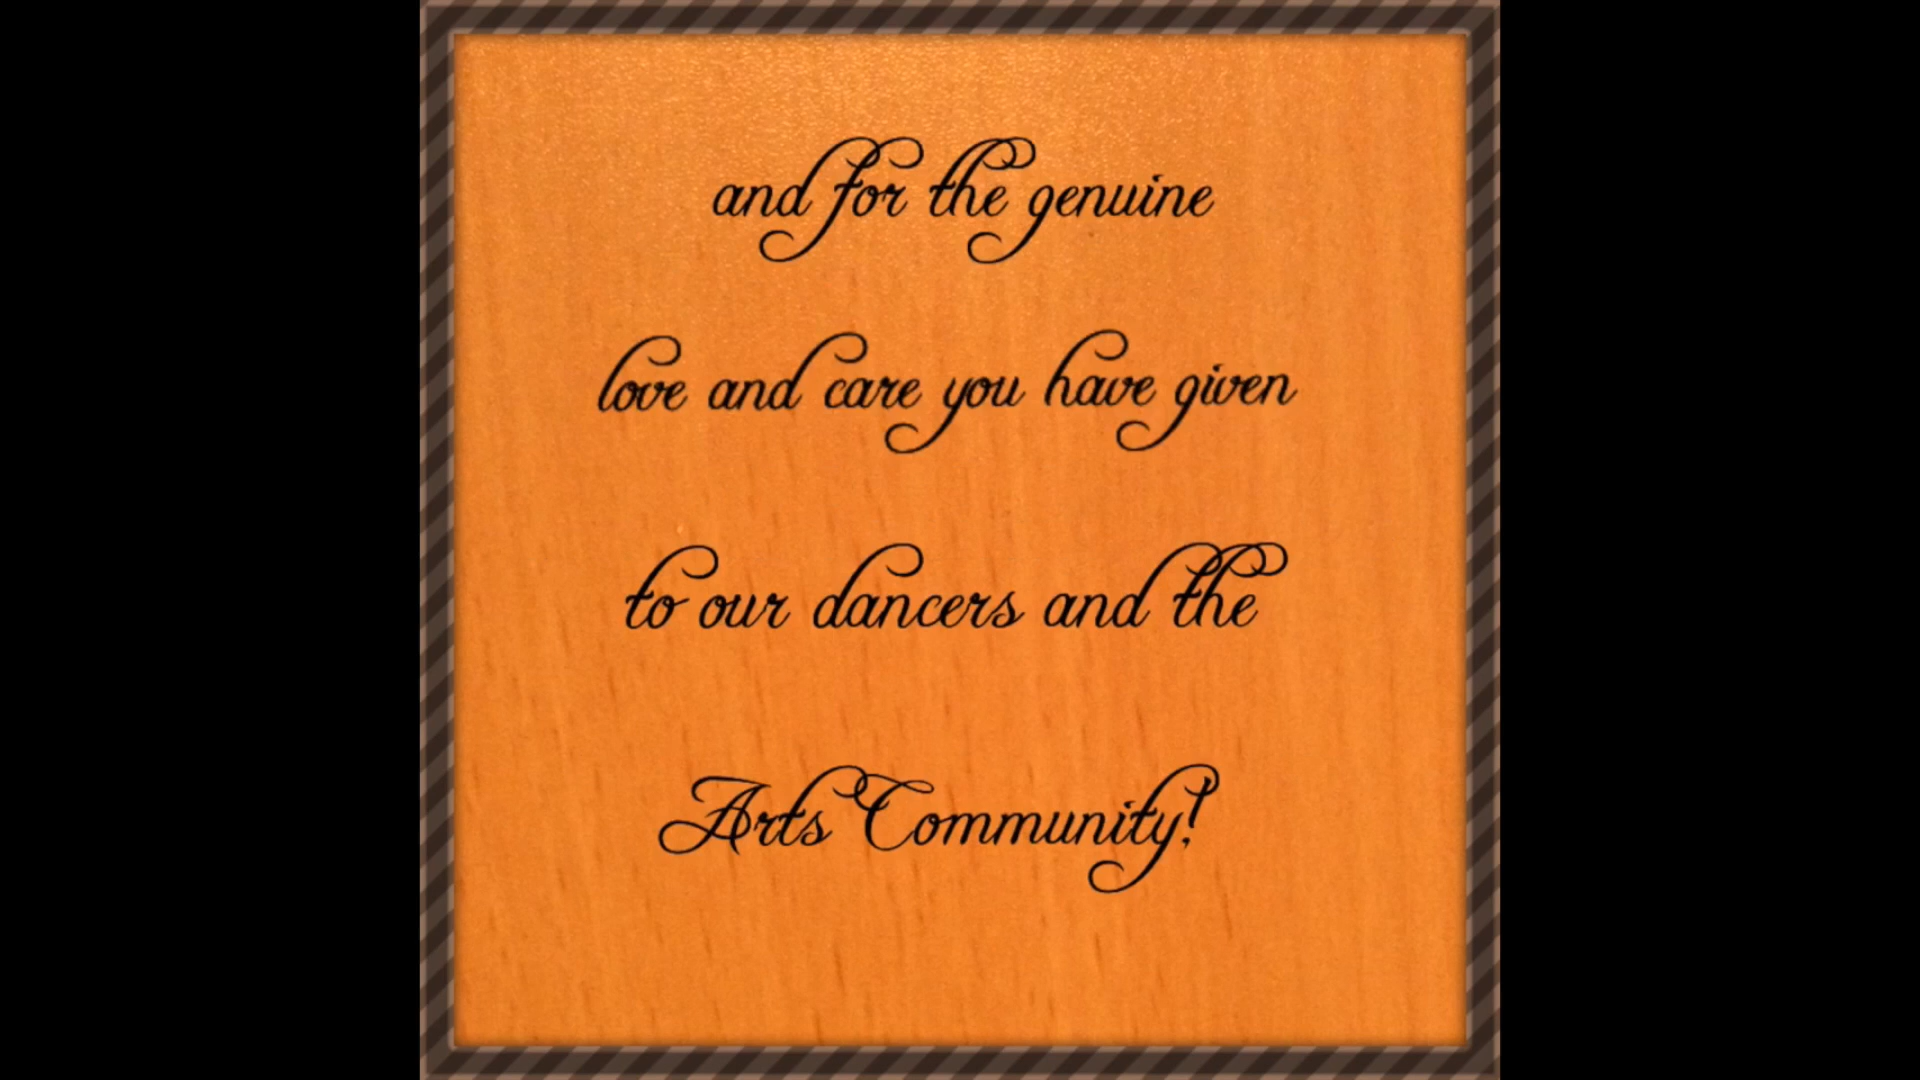 and for the genuine
love and care you have given
to our dancers and the
Arts Community!